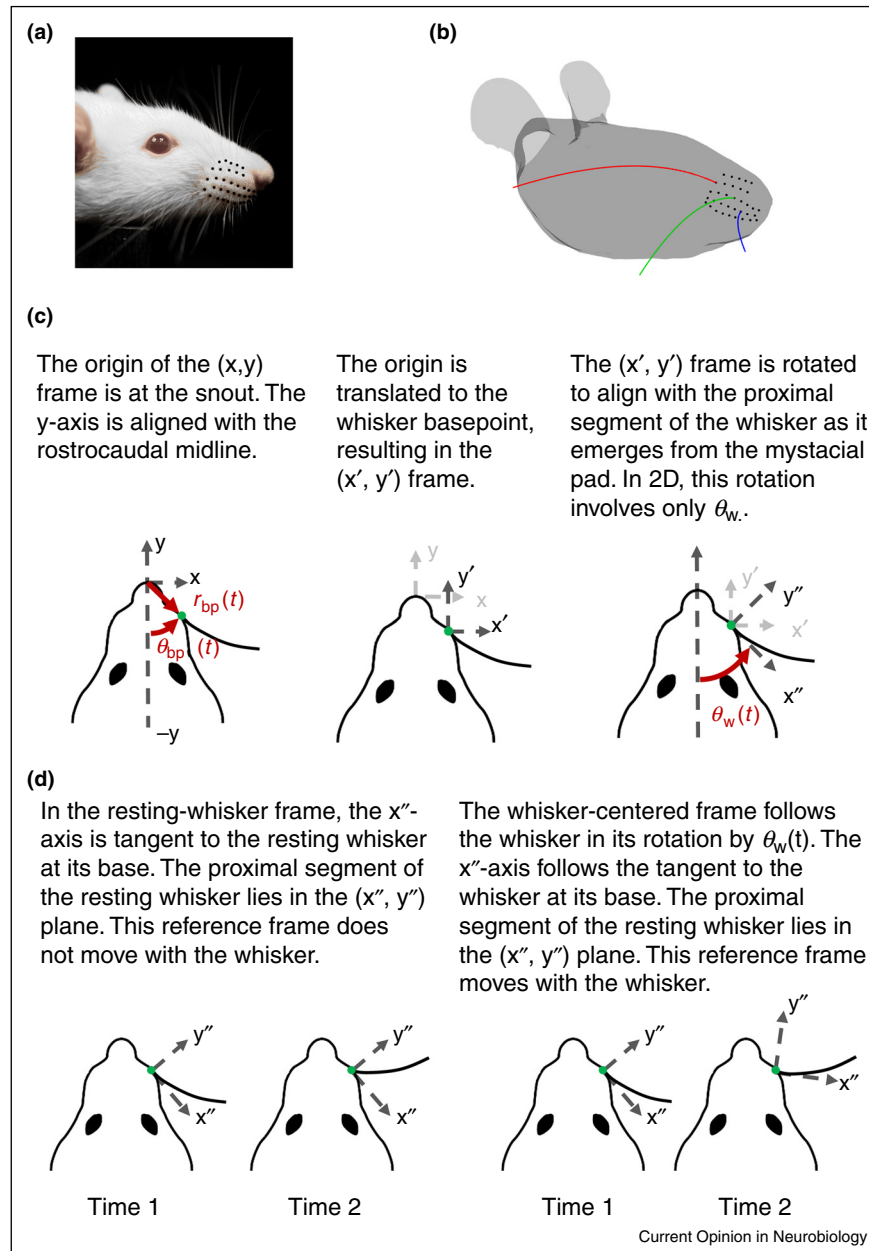 (a)
(b)
(c)
The origin of the (x,y)
frame is at the snout. The
y-axis is aligned with the
rostrocaudal midline.
The origin is
translated to the
whisker basepoint,
resulting in the
(x′, y′) frame.
The (x′, y′) frame is rotated
to align with the proximal
segment of the whisker as it
emerges from the mystacial
pad. In 2D, this rotation
involves only θw.
y
x
rbp(t)
θbp (t)
–y
y
y′
x
x′
y′
y″
x′
x″
θw(t)
(d)
In the resting-whisker frame, the x″-
axis is tangent to the resting whisker
at its base. The proximal segment of
the resting whisker lies in the (x″, y″)
plane. This reference frame does
not move with the whisker.
The whisker-centered frame follows
the whisker in its rotation by θw(t). The
x″-axis follows the tangent to the
whisker at its base. The proximal
segment of the resting whisker lies in
the (x″, y″) plane. This reference frame
moves with the whisker.
y″
x″
y″
x″
y″
x″
y″
x″
Time 1
Time 2
Time 1
Time 2
Current Opinion in Neurobiology